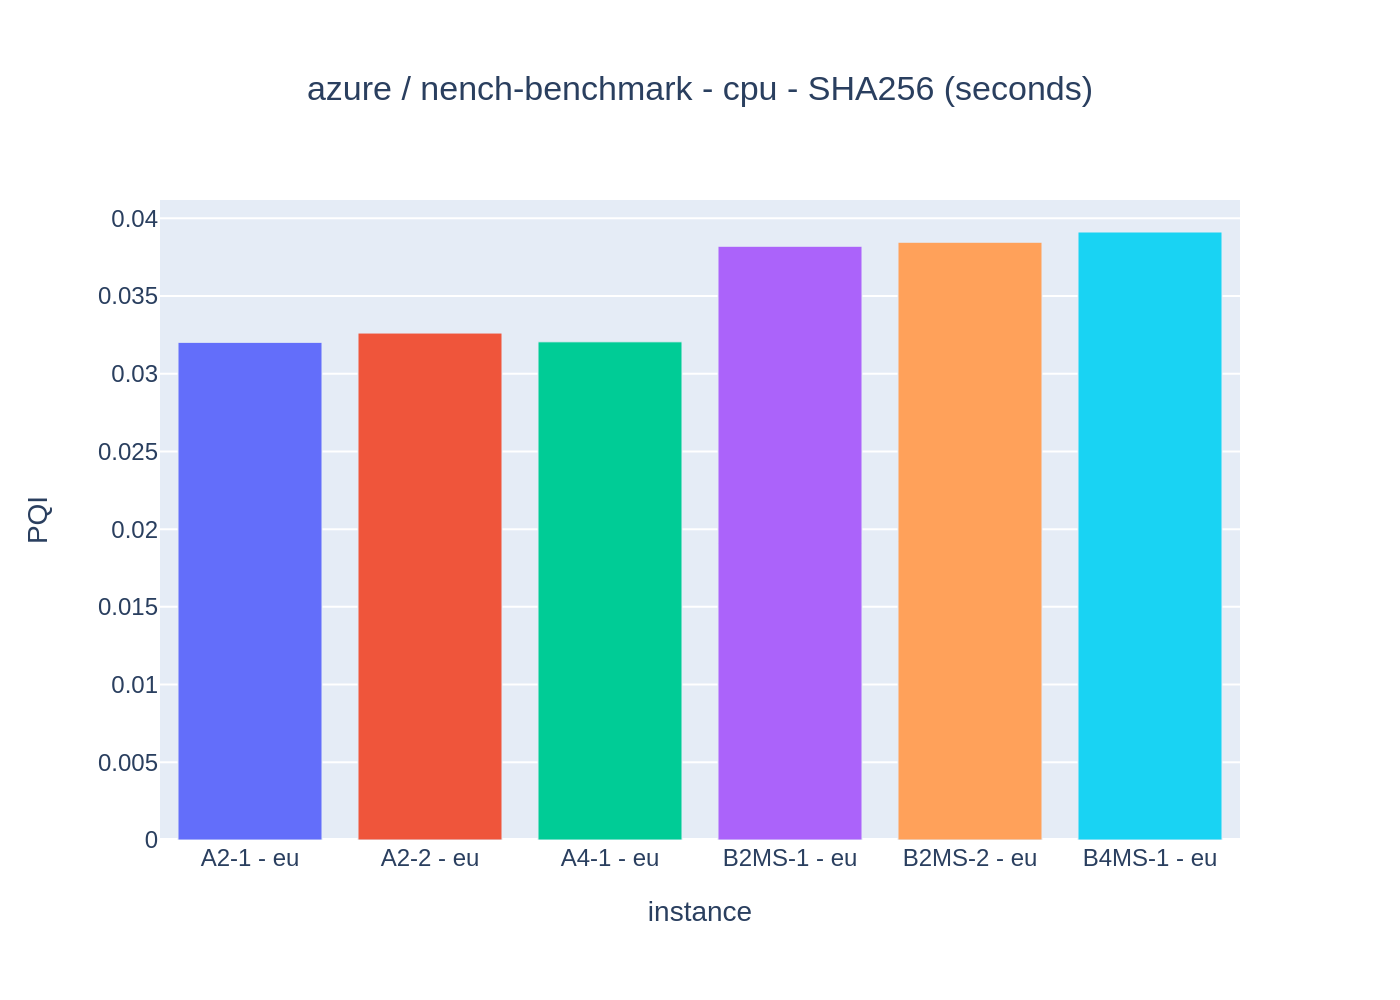 azure / nench-benchmark - cpu - SHA256 (seconds)
0.04
0.035
0.03
0.025
0.02
0.015
0.01
0.005
0
PQI
A2-1 - eu
A2-2 - eu
A4-1 - eu
B2MS-1 - eu
B2MS-2 - eu
B4MS-1 - eu
instance